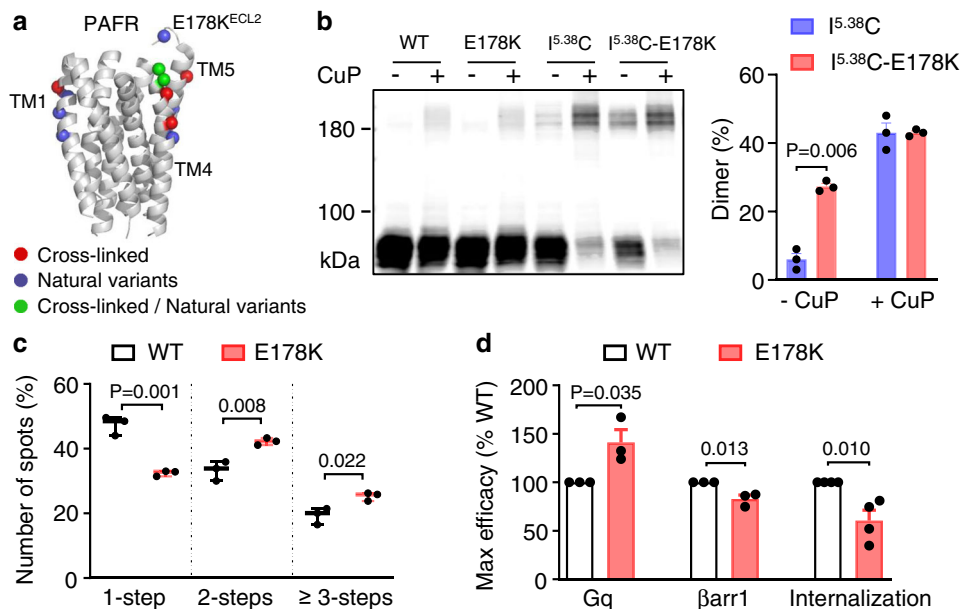 a
PAFR
E178K^ECL2
TM5
TM1
TM4
Cross-linked
Natural variants
Cross-linked / Natural variants
b
WT E178K I^5.38C I^5.38C-E178K
CuP - + - + - + - +
180
100
kDa
I^5.38C
I^5.38C-E178K
Dimer (%)
60
40
20
0
P=0.006
- CuP + CuP
c
WT E178K
Number of spots (%)
60
40
20
0
P=0.001
0.008
0.022
1-step 2-steps ≥ 3-steps
d
WT E178K
Max efficacy (% WT)
200
150
100
50
0
P=0.035
0.013
0.010
Gq βarr1 Internalization